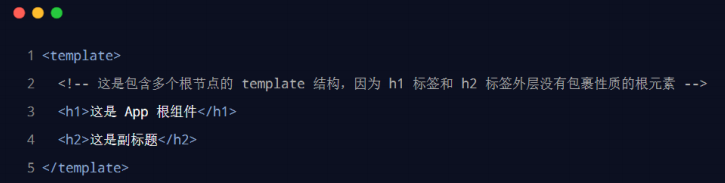 1 <template>
2   <!-- 这是包含多个根节点的 template 结构，因为 h1 标签和 h2 标签外层没有包裹性质的根元素 -->
3   <h1>这是 App 根组件</h1>
4   <h2>这是副标题</h2>
5 </template>